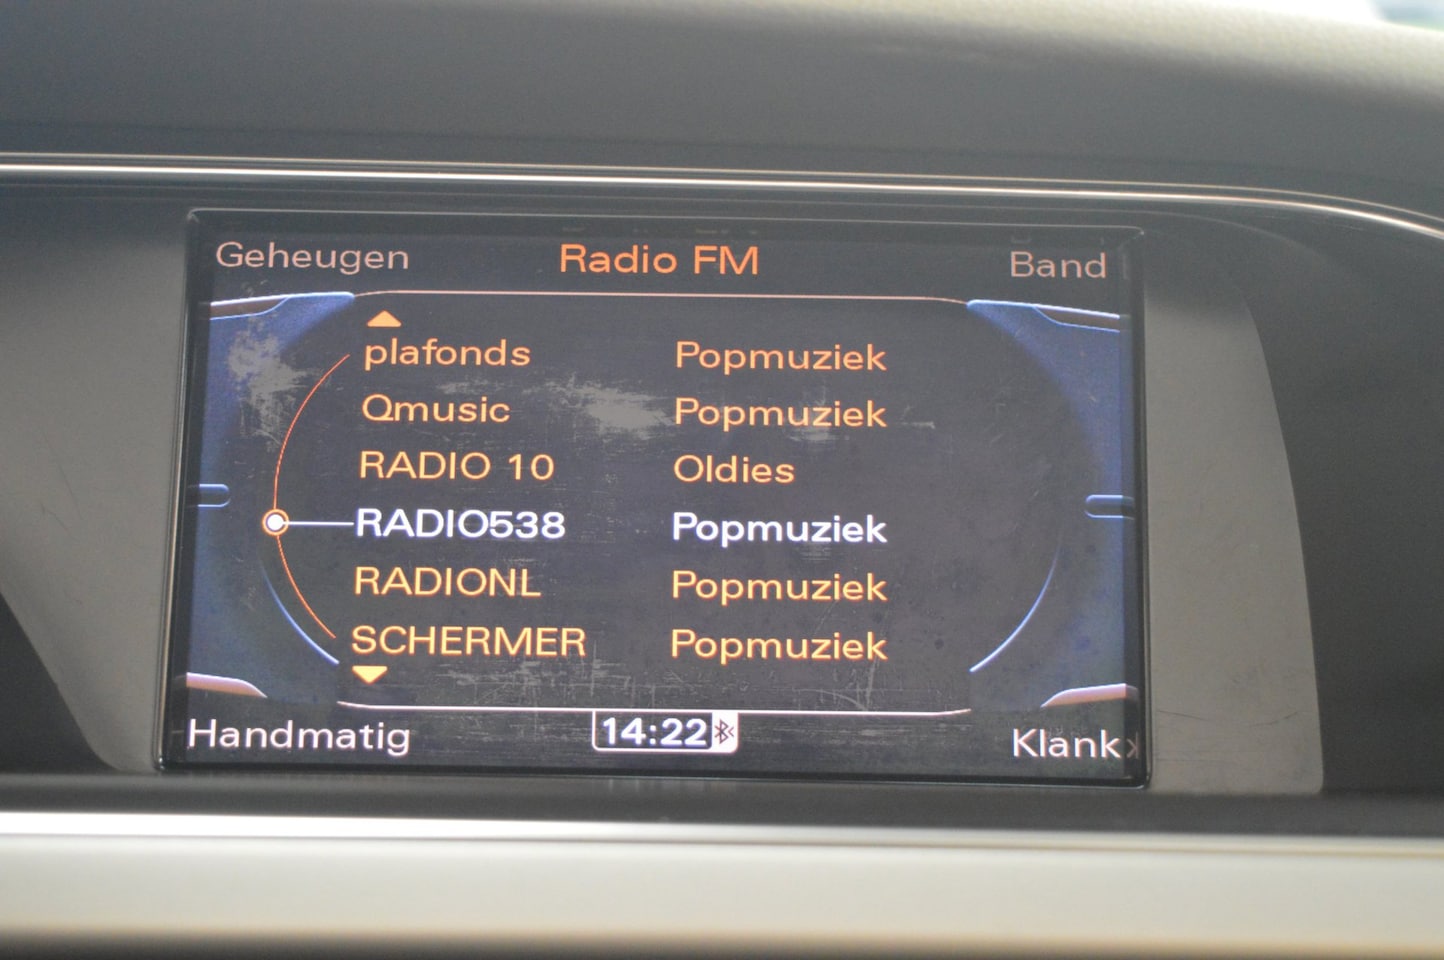 Geheugen Radio FM Band
plafonds Popmuziek
Qmusic Popmuziek
RADIO 10 Oldies
RADIO538 Popmuziek
RADIONL Popmuziek
SCHERMER Popmuziek
Handmatig 14:22 Klank